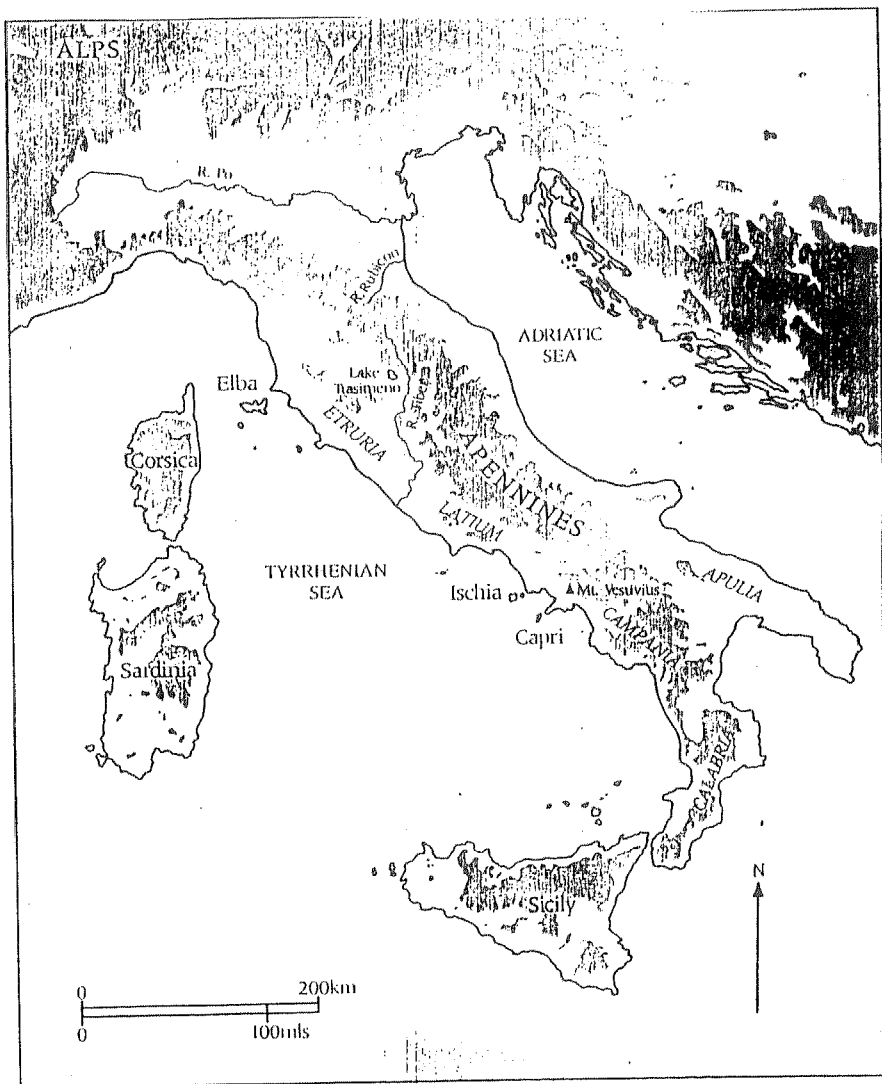 ALPS
R. Po
R. Rubicon
ADRIATIC
SEA
Lake
Trasimeno
Elba
R. Tiber
ETRURIA
Corsica
APENNINES
LATIUM
TYRRHENIAN
SEA
Ischia
Mt. Vesuvius
APULIA
Capri
CAMPANIA
Sardinia
CALABRIA
N
Sicily
0
200km
0
100mls